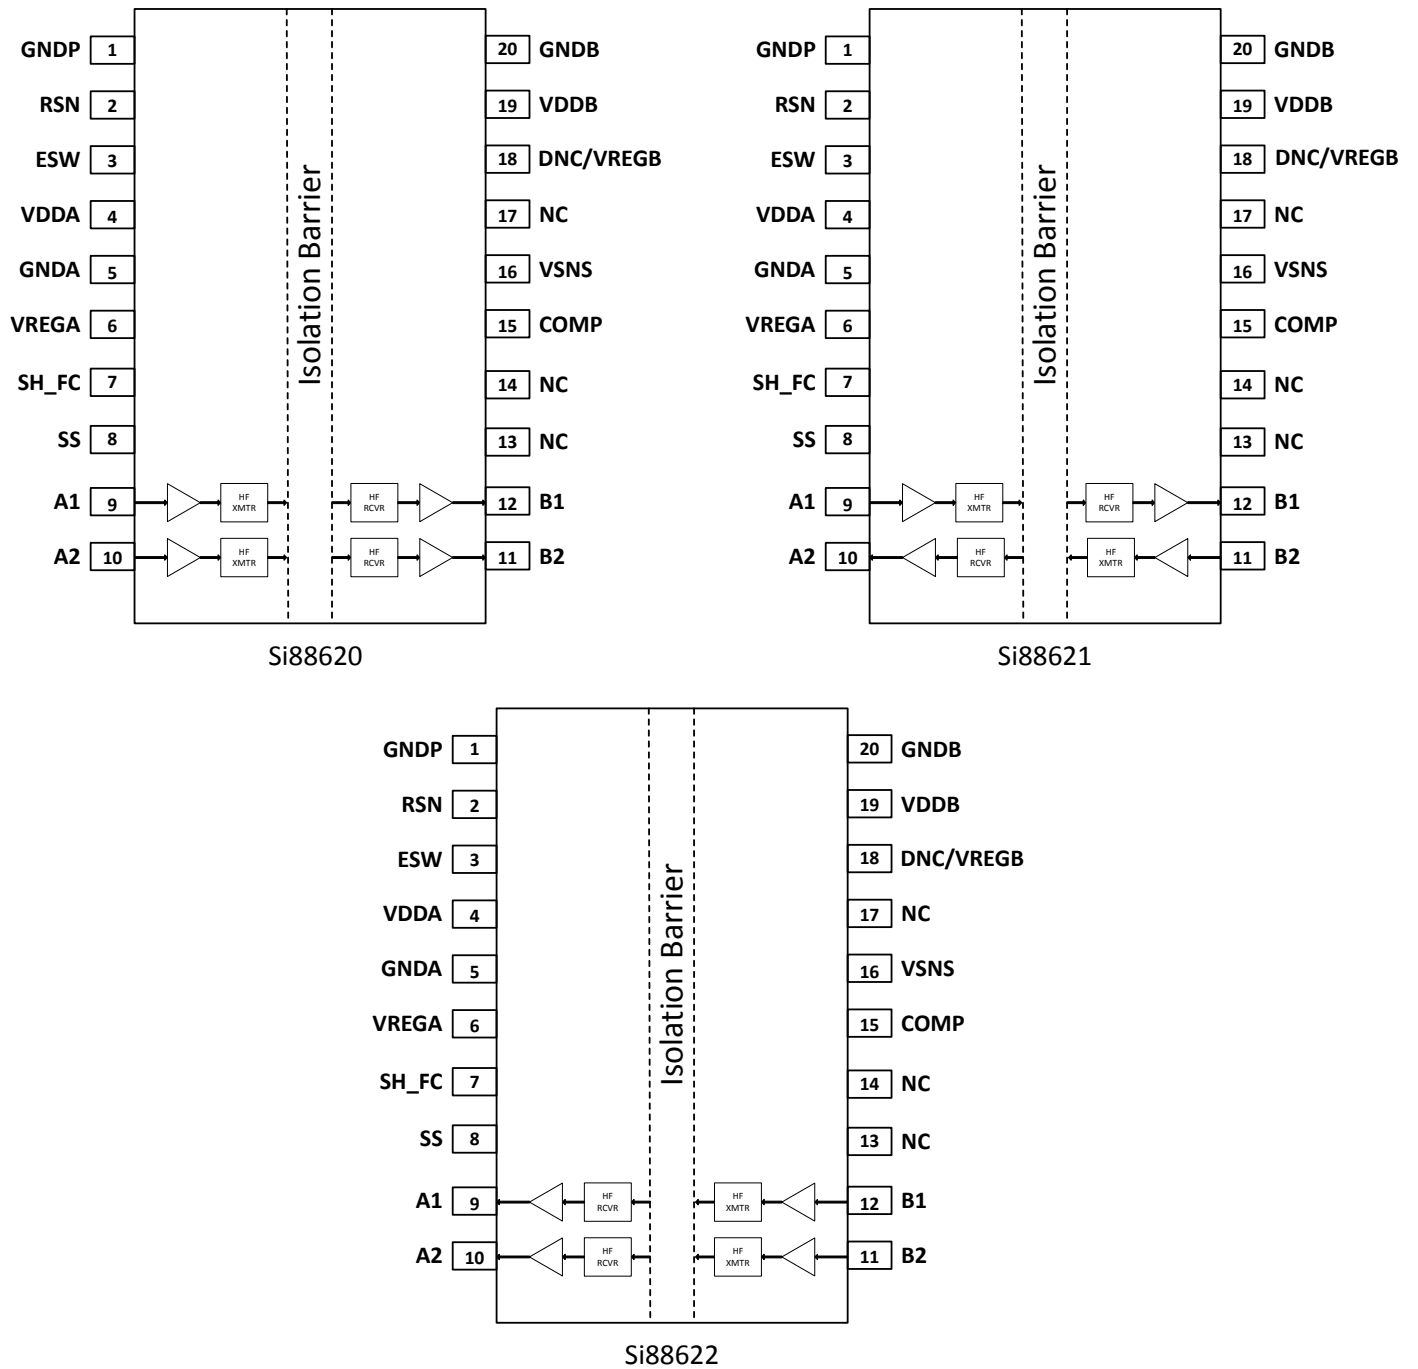 GNDP 1 20 GNDB
RSN 2 19 VDDB
ESW 3 18 DNC/VREGB
VDDA 4 17 NC
GNDA 5 16 VSNS
VREGA 6 15 COMP
SH_FC 7 14 NC
SS 8 13 NC
Isolation Barrier
A1 9 HF XMTR HF RCVR 12 B1
A2 10 HF XMTR HF RCVR 11 B2
Si88620
GNDP 1 20 GNDB
RSN 2 19 VDDB
ESW 3 18 DNC/VREGB
VDDA 4 17 NC
GNDA 5 16 VSNS
VREGA 6 15 COMP
SH_FC 7 14 NC
SS 8 13 NC
Isolation Barrier
A1 9 HF XMTR HF RCVR 12 B1
A2 10 HF RCVR HF XMTR 11 B2
Si88621
GNDP 1 20 GNDB
RSN 2 19 VDDB
ESW 3 18 DNC/VREGB
VDDA 4 17 NC
GNDA 5 16 VSNS
VREGA 6 15 COMP
SH_FC 7 14 NC
SS 8 13 NC
Isolation Barrier
A1 9 HF RCVR HF XMTR 12 B1
A2 10 HF RCVR HF XMTR 11 B2
Si88622